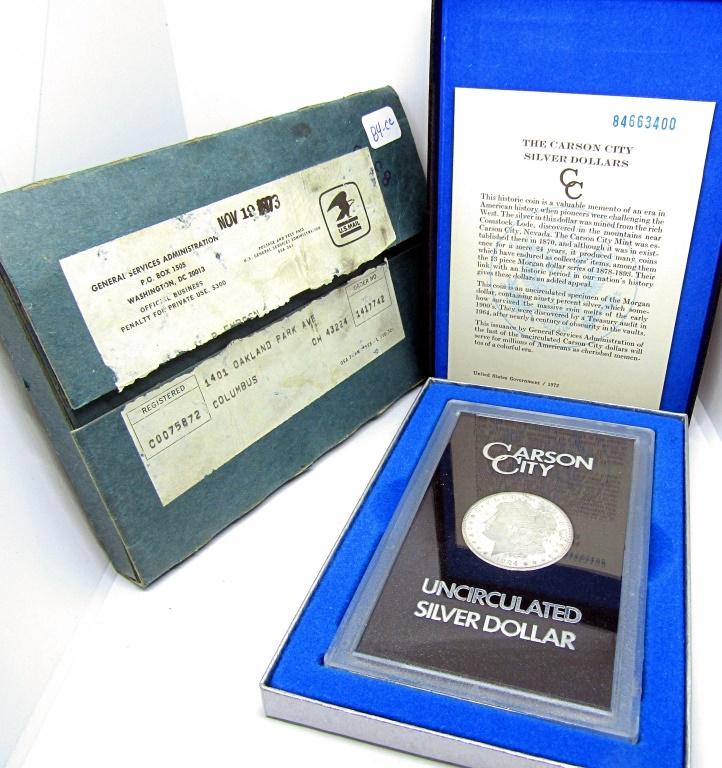 84-CC
NOV 19 1973
GENERAL SERVICES ADMINISTRATION
P.O. BOX 1505
WASHINGTON, DC 20013
OFFICIAL BUSINESS
PENALTY FOR PRIVATE USE, $300
POSTAGE AND FEES PAID
U.S. GENERAL SERVICES ADMINISTRATION
GSA 361
U.S. MAIL
REGISTERED
C0075872
1401 OAKLAND PARK AVE
COLUMBUS OH 43224
ORDER NO.
1417742
84663400
THE CARSON CITY
SILVER DOLLARS
CC
This historic coin is a valuable memento of an era in
American history when pioneers were challenging the
West. The silver in this dollar was mined from the rich
Comstock Lode, discovered in the mountains near
Carson City, Nevada. The Carson City Mint was es-
tablished there in 1870, and although it was in exist-
ence for a mere 24 years, it produced many coins
which have endured as collectors' items, among them
the 13 piece Morgan dollar series of 1878-1893. Their
link with an historic period in our nation's history
gives these dollars an added appeal.
This coin is an uncirculated specimen of the Morgan
dollar, containing ninety percent silver, which some-
how survived the massive coin melts of the early
1900's. They were discovered by a Treasury audit in
1964, after nearly a century of obscurity in the vaults.
This issuance by General Services Administration of
the last of the uncirculated Carson City dollars will
serve for millions of Americans as cherished memen-
tos of a colorful era.
United States Government / 1972
CARSON
CITY
UNCIRCULATED
SILVER DOLLAR